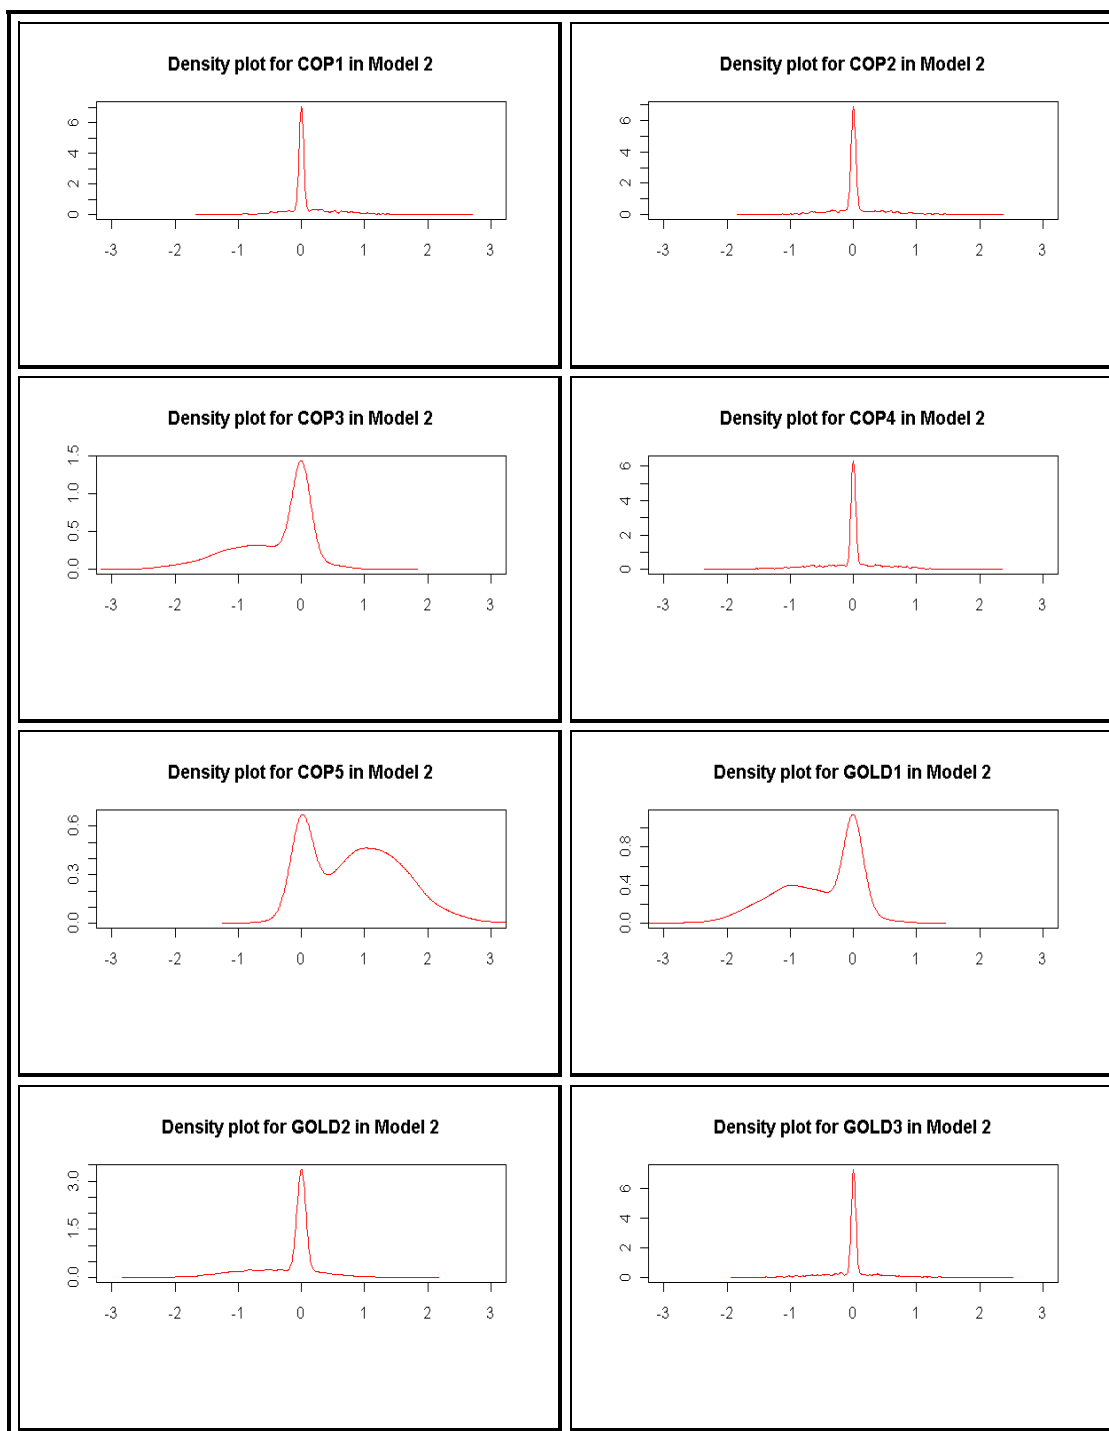 Density plot for COP1 in Model 2
0 2 4 6
-3 -2 -1 0 1 2 3
Density plot for COP2 in Model 2
0 2 4 6
-3 -2 -1 0 1 2 3
Density plot for COP3 in Model 2
0.0 0.5 1.0 1.5
-3 -2 -1 0 1 2 3
Density plot for COP4 in Model 2
0 2 4 6
-3 -2 -1 0 1 2 3
Density plot for COP5 in Model 2
0.0 0.3 0.6
-3 -2 -1 0 1 2 3
Density plot for GOLD1 in Model 2
0.0 0.4 0.8
-3 -2 -1 0 1 2 3
Density plot for GOLD2 in Model 2
0.0 1.5 3.0
-3 -2 -1 0 1 2 3
Density plot for GOLD3 in Model 2
0 2 4 6
-3 -2 -1 0 1 2 3